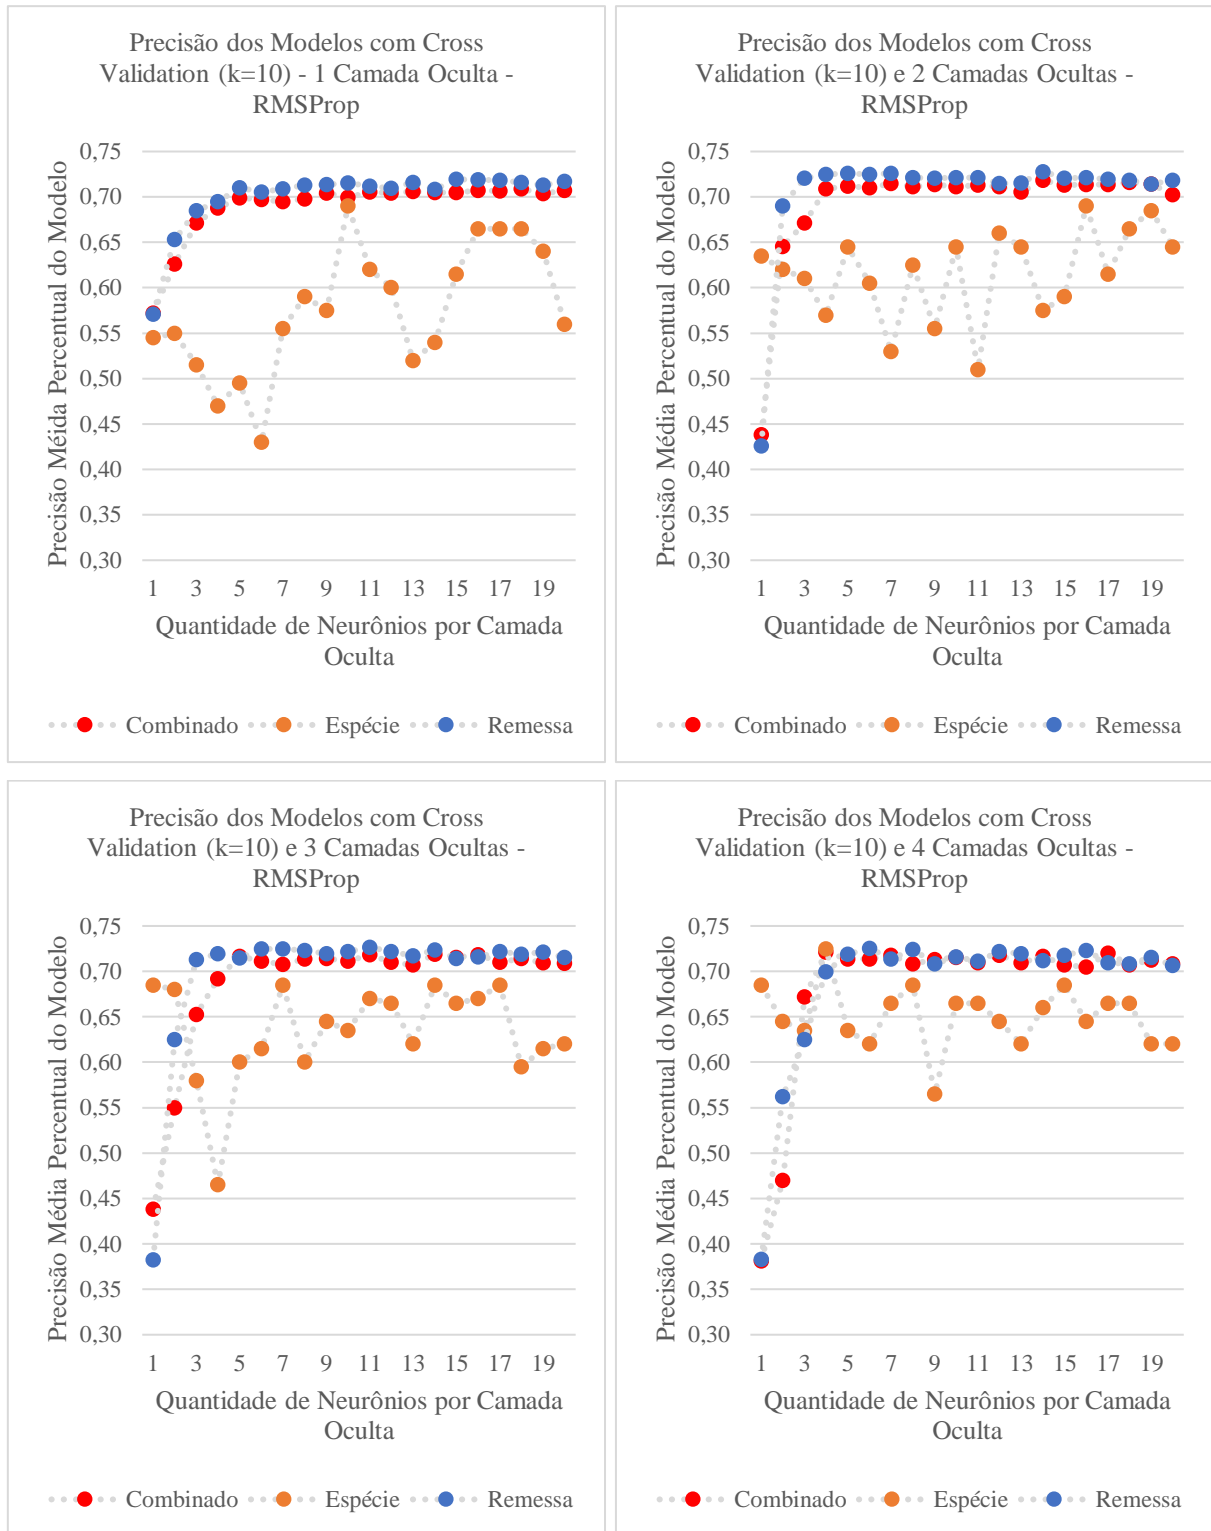 Precisão dos Modelos com Cross
Validation (k=10) - 1 Camada Oculta -
RMSProp
Precisão Méida Percentual do Modelo
0,75
0,70
0,65
0,60
0,55
0,50
0,45
0,40
0,35
0,30
1 3 5 7 9 11 13 15 17 19
Quantidade de Neurônios por Camada
Oculta
Combinado Espécie Remessa
Precisão dos Modelos com Cross
Validation (k=10) e 2 Camadas Ocultas -
RMSProp
Precisão Média Percentual do Modelo
0,75
0,70
0,65
0,60
0,55
0,50
0,45
0,40
0,35
0,30
1 3 5 7 9 11 13 15 17 19
Quantidade de Neurônios por Camada
Oculta
Combinado Espécie Remessa
Precisão dos Modelos com Cross
Validation (k=10) e 3 Camadas Ocultas -
RMSProp
Precisão Média Percentual do Modelo
0,75
0,70
0,65
0,60
0,55
0,50
0,45
0,40
0,35
0,30
1 3 5 7 9 11 13 15 17 19
Quantidade de Neurônios por Camada
Oculta
Combinado Espécie Remessa
Precisão dos Modelos com Cross
Validation (k=10) e 4 Camadas Ocultas -
RMSProp
Precisão Média Percentual do Modelo
0,75
0,70
0,65
0,60
0,55
0,50
0,45
0,40
0,35
0,30
1 3 5 7 9 11 13 15 17 19
Quantidade de Neurônios por Camada
Oculta
Combinado Espécie Remessa